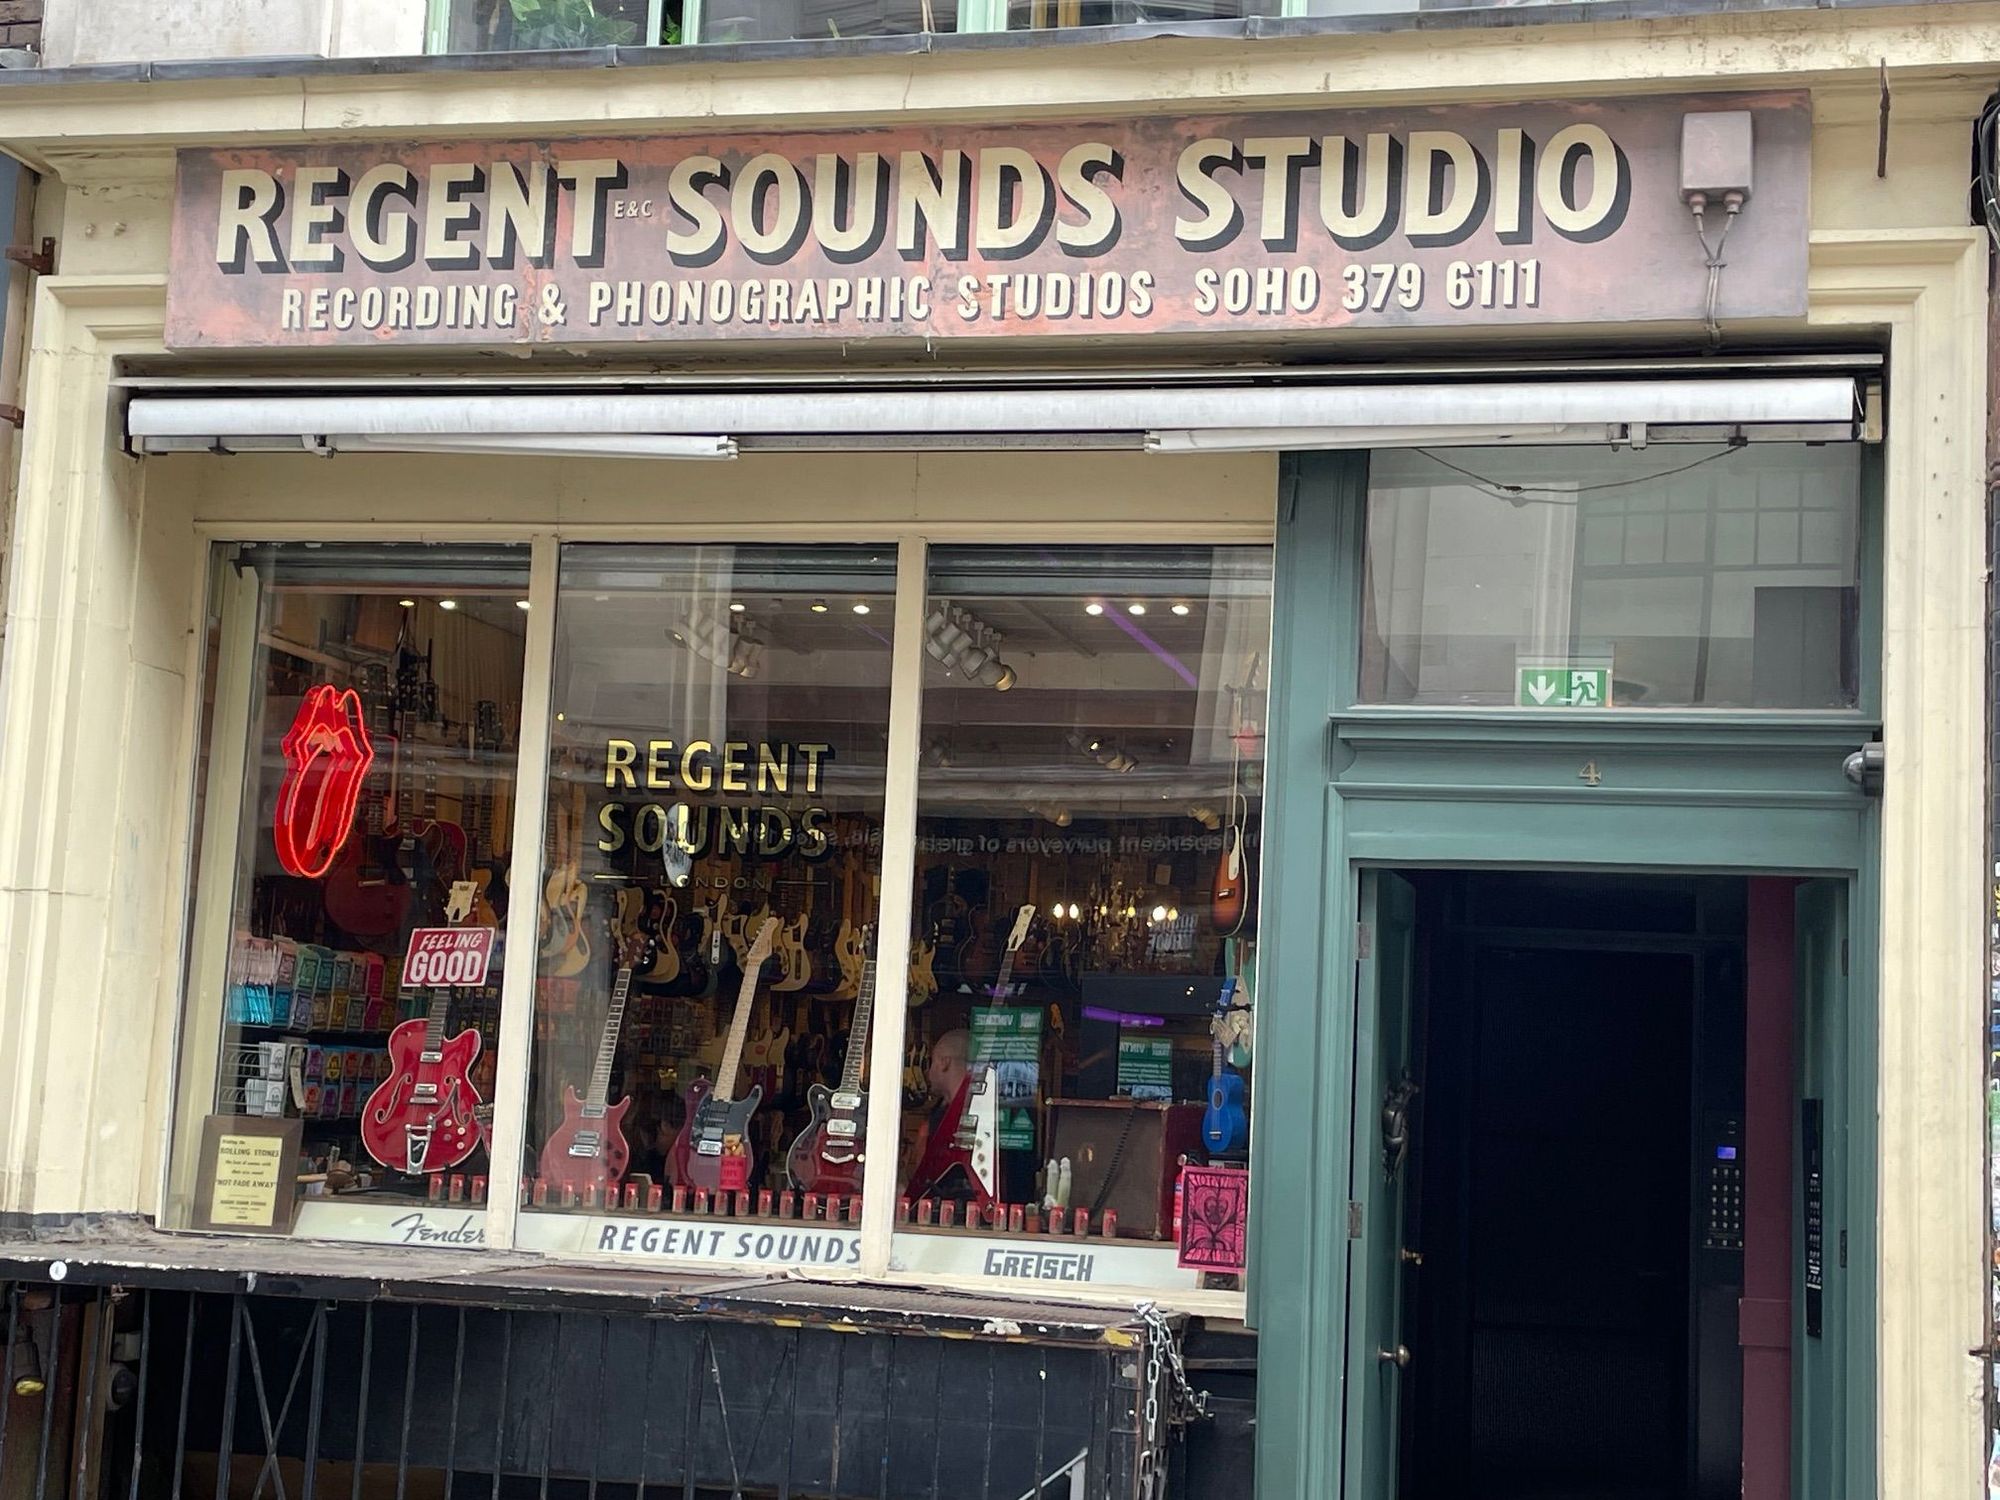 REGENT E&C SOUNDS STUDIO
RECORDING & PHONOGRAPHIC STUDIOS SOHO 379 6111
4
REGENT
SOUNDS
LONDON
FEELING
GOOD
ROLLING STONES
"NOT FADE AWAY"
Fender
REGENT SOUNDS
GRETSCH